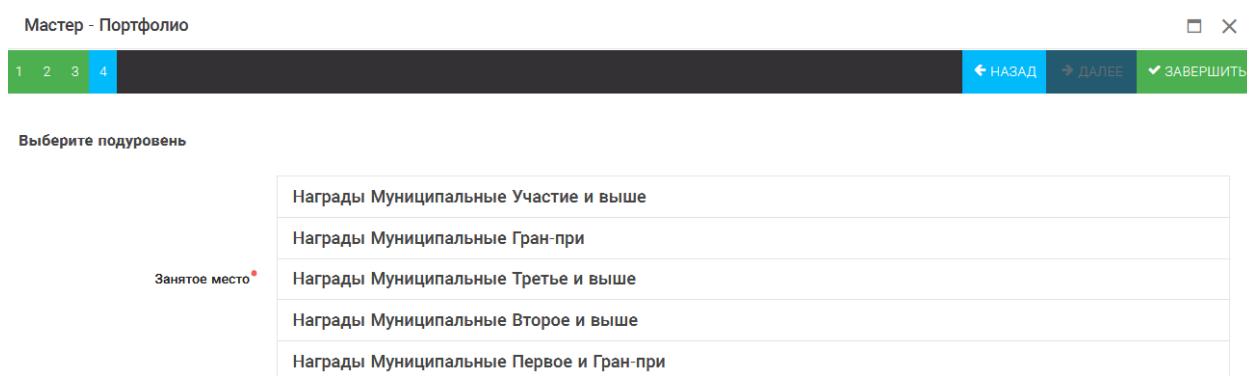 Мастер - Портфолио
1 2 3 4 НАЗАД ДАЛЕЕ ЗАВЕРШИТЬ
Выберите подуровень
Награды Муниципальные Участие и выше
Награды Муниципальные Гран-при
Занятое место Награды Муниципальные Третье и выше
Награды Муниципальные Второе и выше
Награды Муниципальные Первое и Гран-при